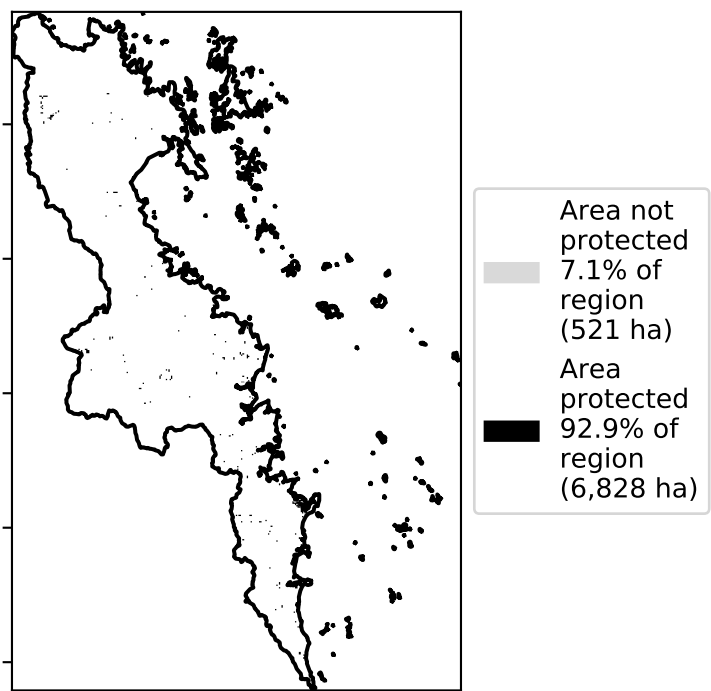 Area not
protected
7.1% of
region
(521 ha)
Area
protected
92.9% of
region
(6,828 ha)